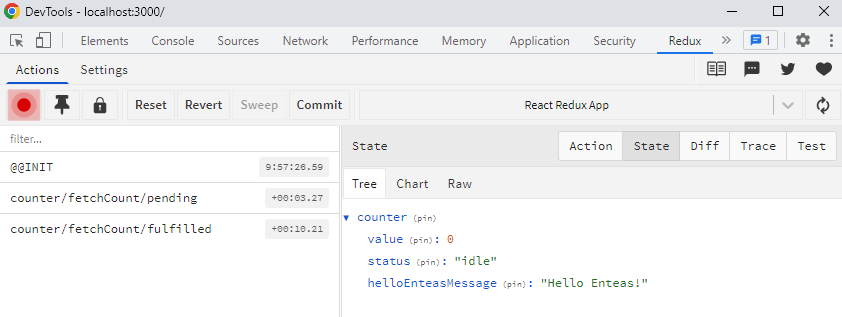 DevTools - localhost:3000/
Elements Console Sources Network Performance Memory Application Security Redux » 1
Actions Settings
Reset Revert Sweep Commit React Redux App
filter...
@@INIT 9:57:26.59
counter/fetchCount/pending +00:03.27
counter/fetchCount/fulfilled +00:10.21
State Action State Diff Trace Test
Tree Chart Raw
counter (pin)
value (pin): 0
status (pin): "idle"
helloEnteasMessage (pin): "Hello Enteas!"